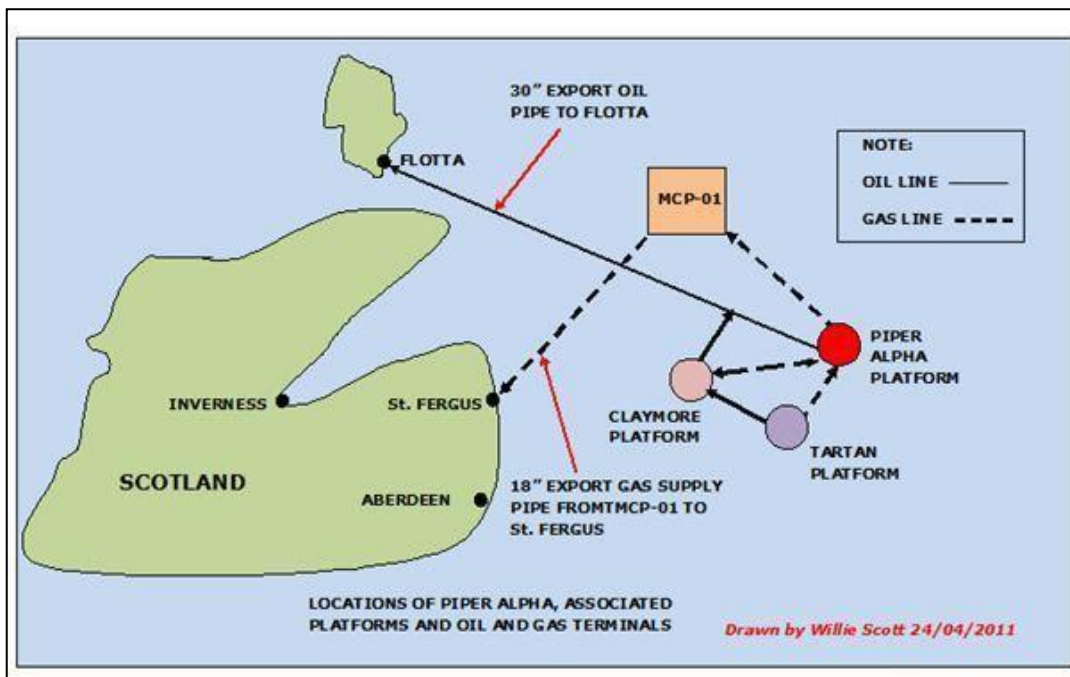 30” EXPORT OIL
PIPE TO FLOTTA
FLOTTA
MCP-01
NOTE:
OIL LINE
GAS LINE
PIPER
ALPHA
PLATFORM
INVERNESS
St. FERGUS
CLAYMORE
PLATFORM
TARTAN
PLATFORM
SCOTLAND
ABERDEEN
18” EXPORT GAS SUPPLY
PIPE FROMTMCP-01 TO
St. FERGUS
LOCATIONS OF PIPER ALPHA, ASSOCIATED
PLATFORMS AND OIL AND GAS TERMINALS
Drawn by Willie Scott 24/04/2011